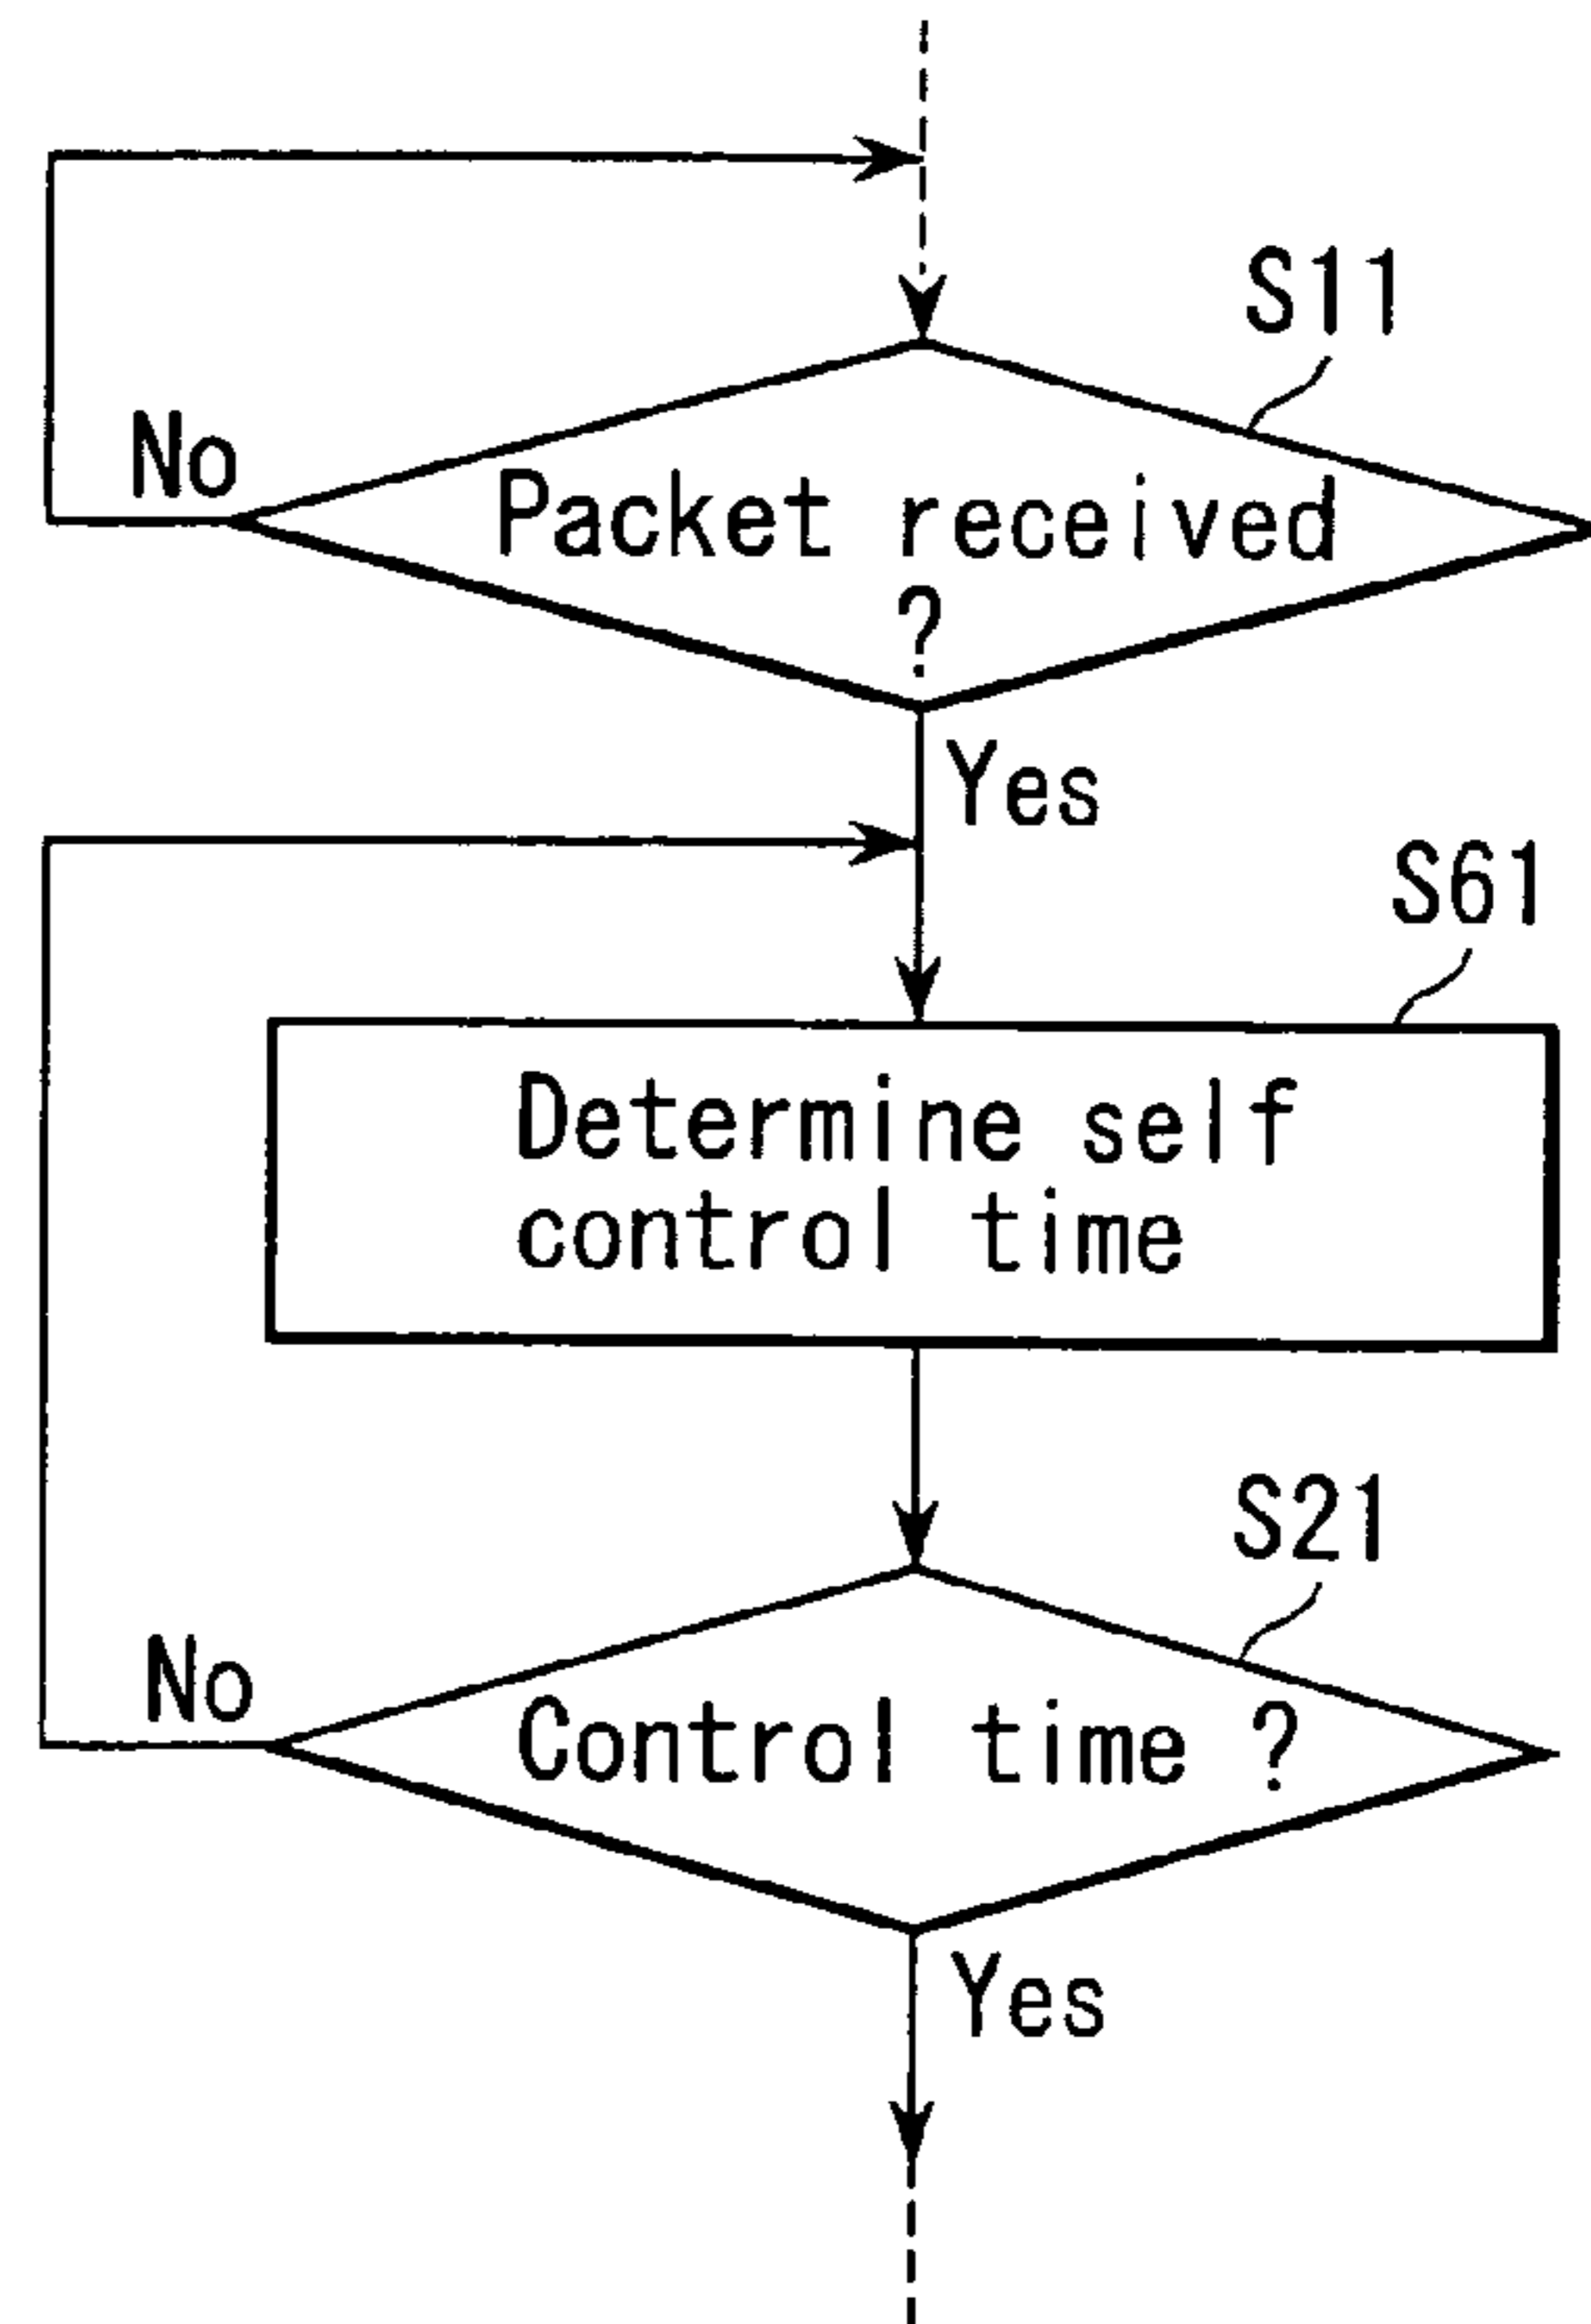 S11
No
Packet received
?
Yes
S61
Determine self
control time
S21
No
Control time ?
Yes